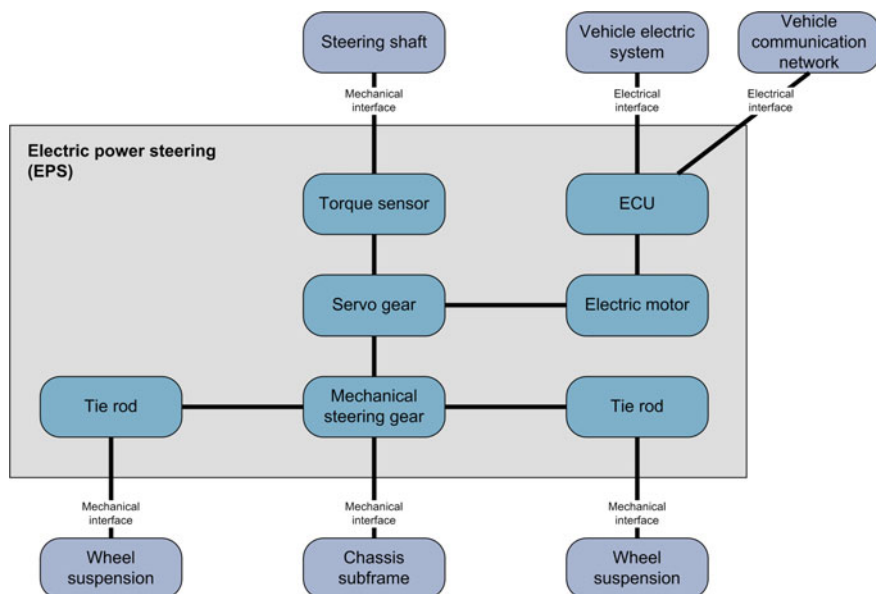 Steering shaft
Vehicle electric
system
Vehicle
communication
network
Mechanical
interface
Electrical
interface
Electrical
interface
Electric power steering
(EPS)
Torque sensor
ECU
Servo gear
Electric motor
Tie rod
Mechanical
steering gear
Tie rod
Mechanical
interface
Mechanical
interface
Mechanical
interface
Wheel
suspension
Chassis
subframe
Wheel
suspension